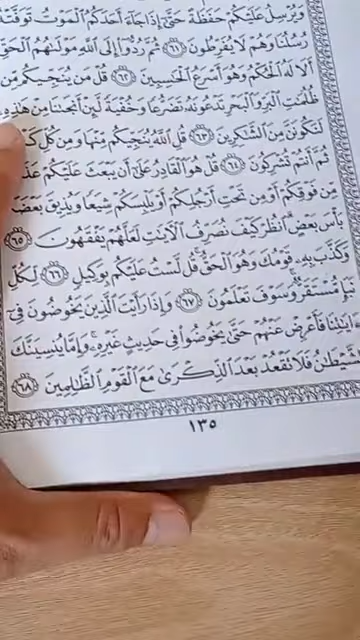 وَيُرْسِلُ عَلَيْكُمْ حَفَظَةً حَتَّىٰٓ إِذَا جَآءَ أَحَدَكُمُ ٱلْمَوْتُ تَوَفَّتْهُ
رُسُلُنَا وَهُمْ لَا يُفَرِّطُونَ ٦١ ثُمَّ رُدُّوٓا۟ إِلَى ٱللَّهِ مَوْلَىٰهُمُ ٱلْحَقِّ
أَلَا لَهُ ٱلْحُكْمُ وَهُوَ أَسْرَعُ ٱلْحَـٰسِبِينَ ٦٢ قُلْ مَن يُنَجِّيكُم مِّن
ظُلُمَـٰتِ ٱلْبَرِّ وَٱلْبَحْرِ تَدْعُونَهُۥ تَضَرُّعًا وَخُفْيَةً لَّئِنْ أَنجَىٰنَا مِنْ هَـٰذِهِۦ
لَنَكُونَنَّ مِنَ ٱلشَّـٰكِرِينَ ٦٣ قُلِ ٱللَّهُ يُنَجِّيكُم مِّنْهَا وَمِن كُلِّ
ثُمَّ أَنتُمْ تُشْرِكُونَ ٦٤ قُلْ هُوَ ٱلْقَادِرُ عَلَىٰٓ أَن يَبْعَثَ عَلَيْكُمْ
مِّن فَوْقِكُمْ أَوْ مِن تَحْتِ أَرْجُلِكُمْ أَوْ يَلْبِسَكُمْ شِيَعًا وَيُذِيقَ بَعْضَكُم
بَأْسَ بَعْضٍ ٱنظُرْ كَيْفَ نُصَرِّفُ ٱلْـَٔايَـٰتِ لَعَلَّهُمْ يَفْقَهُونَ ٦٥
وَكَذَّبَ بِهِۦ قَوْمُكَ وَهُوَ ٱلْحَقُّ قُل لَّسْتُ عَلَيْكُم بِوَكِيلٍ ٦٦ لِّكُلِّ
نَبَإٍ مُّسْتَقَرٌّ وَسَوْفَ تَعْلَمُونَ ٦٧ وَإِذَا رَأَيْتَ ٱلَّذِينَ يَخُوضُونَ فِىٓ
ءَايَـٰتِنَا فَأَعْرِضْ عَنْهُمْ حَتَّىٰ يَخُوضُوا۟ فِى حَدِيثٍ غَيْرِهِۦ وَإِمَّا يُنسِيَنَّكَ
ٱلشَّيْطَـٰنُ فَلَا تَقْعُدْ بَعْدَ ٱلذِّكْرَىٰ مَعَ ٱلْقَوْمِ ٱلظَّـٰلِمِينَ ٦٨
١٣٥